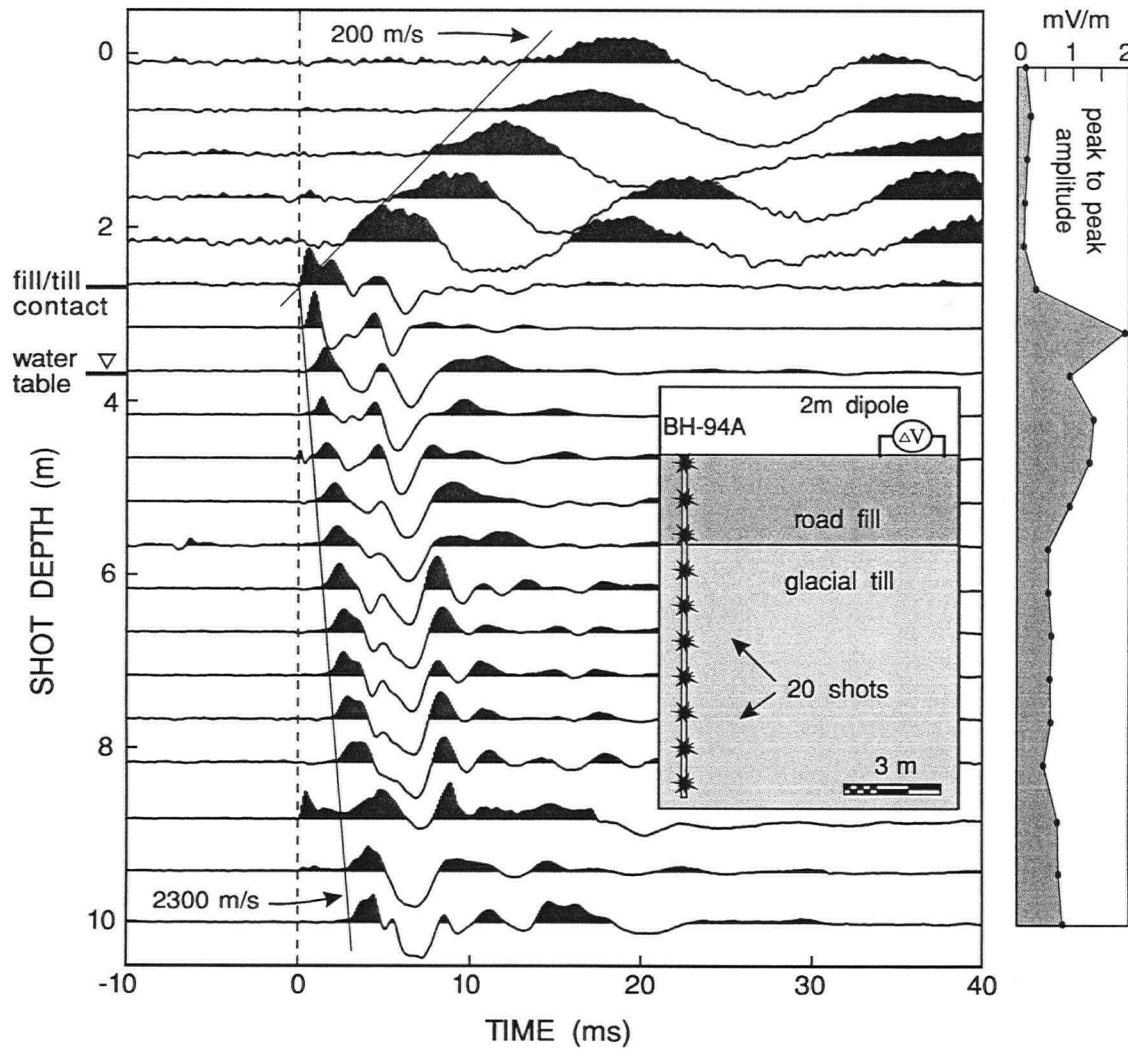 mV/m
0 1 2
200 m/s
peak to peak
amplitude
0
2
fill/till
contact
water
table
4
6
8
10
SHOT DEPTH (m)
2m dipole
BH-94A
ΔV
road fill
glacial till
20 shots
3 m
2300 m/s
-10 0 10 20 30 40
TIME (ms)